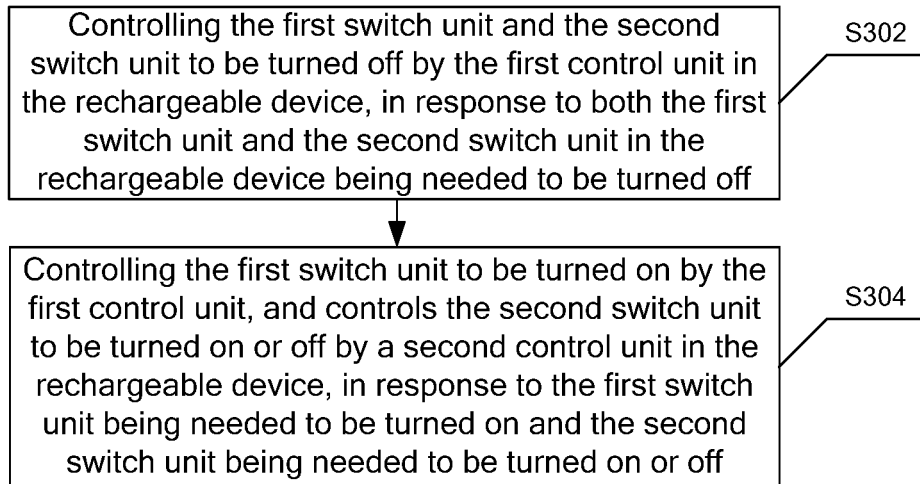 Controlling the first switch unit and the second
switch unit to be turned off by the first control unit in
the rechargeable device, in response to both the first
switch unit and the second switch unit in the
rechargeable device being needed to be turned off
S302
Controlling the first switch unit to be turned on by the
first control unit, and controls the second switch unit
to be turned on or off by a second control unit in the
rechargeable device, in response to the first switch
unit being needed to be turned on and the second
switch unit being needed to be turned on or off
S304